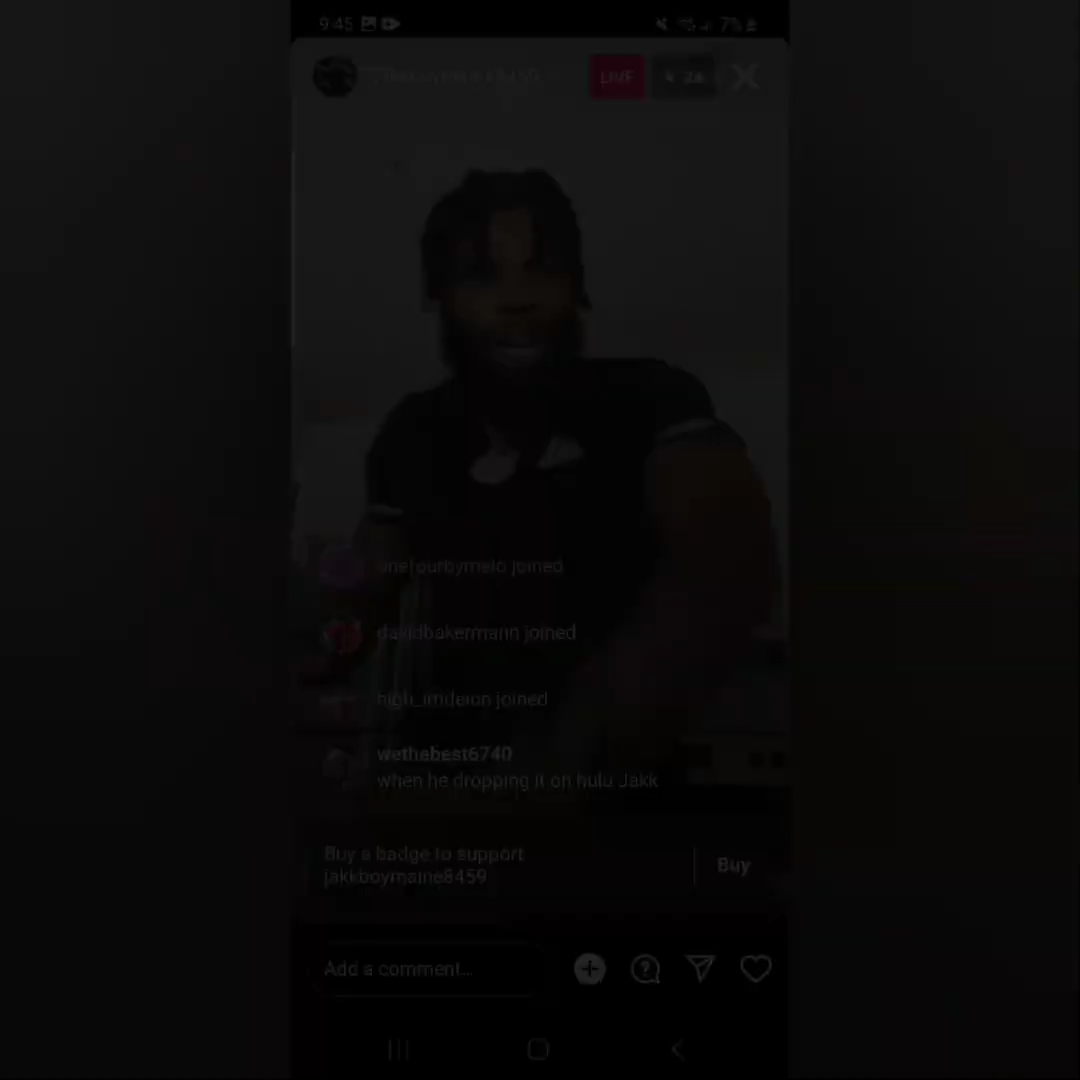 9:45
7%
LIVE
joined
davidbakermann joined
joined
wethebest6740
when he dropping it on hulu Jakk
Buy a badge to support
jakkboymaine8459
Buy
Add a comment...